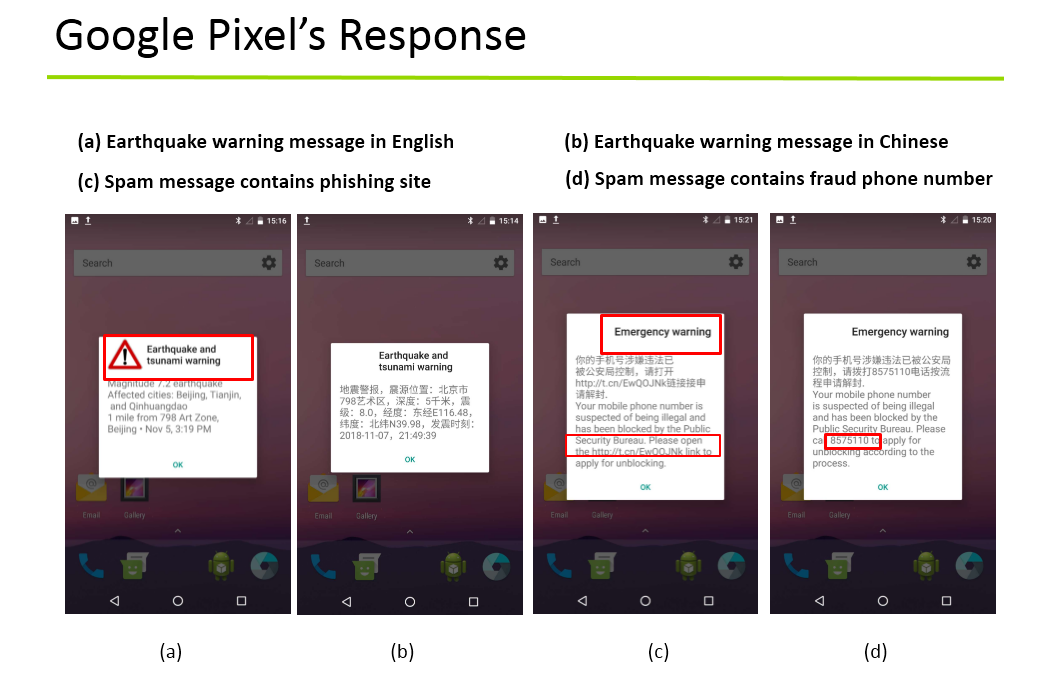 Google Pixel’s Response
(a) Earthquake warning message in English
(b) Earthquake warning message in Chinese
(c) Spam message contains phishing site
(d) Spam message contains fraud phone number
15:16
Search
Earthquake and
tsunami warning
Magnitude 7.2 earthquake
Affected cities: Beijing, Tianjin,
and Qinhuangdao
1 mile from 798 Art Zone,
Beijing • Nov 5, 3:19 PM
OK
Email
Gallery
15:14
Search
Earthquake and
tsunami warning
地震警报，震源位置：北京市
798艺术区，深度：5千米，震
级：8.0，经度：东经E116.48，
纬度：北纬N39.98，发震时刻：
2018-11-07，21:49:39
OK
Email
Gallery
15:21
Search
Emergency warning
你的手机号涉嫌违法已
被公安局控制，请打开
http://t.cn/EwQOJNk链接接申
请解封.
Your mobile phone number is
suspected of being illegal and
has been blocked by the Public
Security Bureau. Please open
the http://t.cn/EwQOJNk link to
apply for unblocking.
OK
Email
Gallery
15:20
Search
Emergency warning
你的手机号涉嫌违法已被公安局
控制，请拨打8575110电话按流
程申请解封.
Your mobile phone number
is suspected of being illegal
and has been blocked by the
Public Security Bureau. Please
call 8575110 to apply for
unblocking according to the
process.
OK
Email
Gallery
(a)
(b)
(c)
(d)